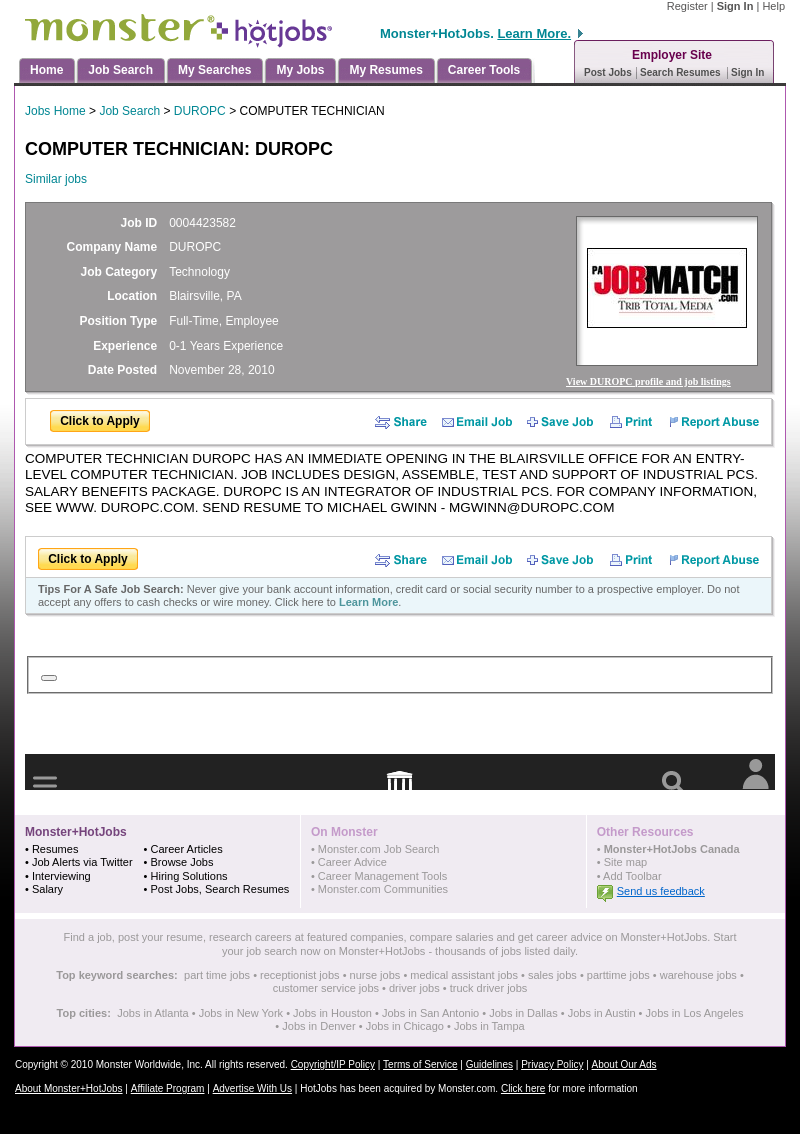 Register | Sign In | Help
monster+hotjobs®
Monster+HotJobs. Learn More.
Employer Site
Post Jobs | Search Resumes | Sign In
Home Job Search My Searches My Jobs My Resumes Career Tools
Jobs Home > Job Search > DUROPC > COMPUTER TECHNICIAN
COMPUTER TECHNICIAN: DUROPC
Similar jobs
Job ID 0004423582
Company Name DUROPC
Job Category Technology
Location Blairsville, PA
Position Type Full-Time, Employee
Experience 0-1 Years Experience
Date Posted November 28, 2010
PA JOBMATCH .com
TRIB TOTAL MEDIA
View DUROPC profile and job listings
Click to Apply Share Email Job Save Job Print Report Abuse
COMPUTER TECHNICIAN DUROPC HAS AN IMMEDIATE OPENING IN THE BLAIRSVILLE OFFICE FOR AN ENTRY-
LEVEL COMPUTER TECHNICIAN. JOB INCLUDES DESIGN, ASSEMBLE, TEST AND SUPPORT OF INDUSTRIAL PCS.
SALARY BENEFITS PACKAGE. DUROPC IS AN INTEGRATOR OF INDUSTRIAL PCS. FOR COMPANY INFORMATION,
SEE WWW. DUROPC.COM. SEND RESUME TO MICHAEL GWINN - MGWINN@DUROPC.COM
Click to Apply Share Email Job Save Job Print Report Abuse
Tips For A Safe Job Search: Never give your bank account information, credit card or social security number to a prospective employer. Do not
accept any offers to cash checks or wire money. Click here to Learn More.
Monster+HotJobs
• Resumes • Career Articles
• Job Alerts via Twitter • Browse Jobs
• Interviewing • Hiring Solutions
• Salary • Post Jobs, Search Resumes
On Monster
• Monster.com Job Search
• Career Advice
• Career Management Tools
• Monster.com Communities
Other Resources
• Monster+HotJobs Canada
• Site map
• Add Toolbar
Send us feedback
Find a job, post your resume, research careers at featured companies, compare salaries and get career advice on Monster+HotJobs. Start
your job search now on Monster+HotJobs - thousands of jobs listed daily.
Top keyword searches: part time jobs • receptionist jobs • nurse jobs • medical assistant jobs • sales jobs • parttime jobs • warehouse jobs •
customer service jobs • driver jobs • truck driver jobs
Top cities: Jobs in Atlanta • Jobs in New York • Jobs in Houston • Jobs in San Antonio • Jobs in Dallas • Jobs in Austin • Jobs in Los Angeles
• Jobs in Denver • Jobs in Chicago • Jobs in Tampa
Copyright © 2010 Monster Worldwide, Inc. All rights reserved. Copyright/IP Policy | Terms of Service | Guidelines | Privacy Policy | About Our Ads
About Monster+HotJobs | Affiliate Program | Advertise With Us | HotJobs has been acquired by Monster.com. Click here for more information